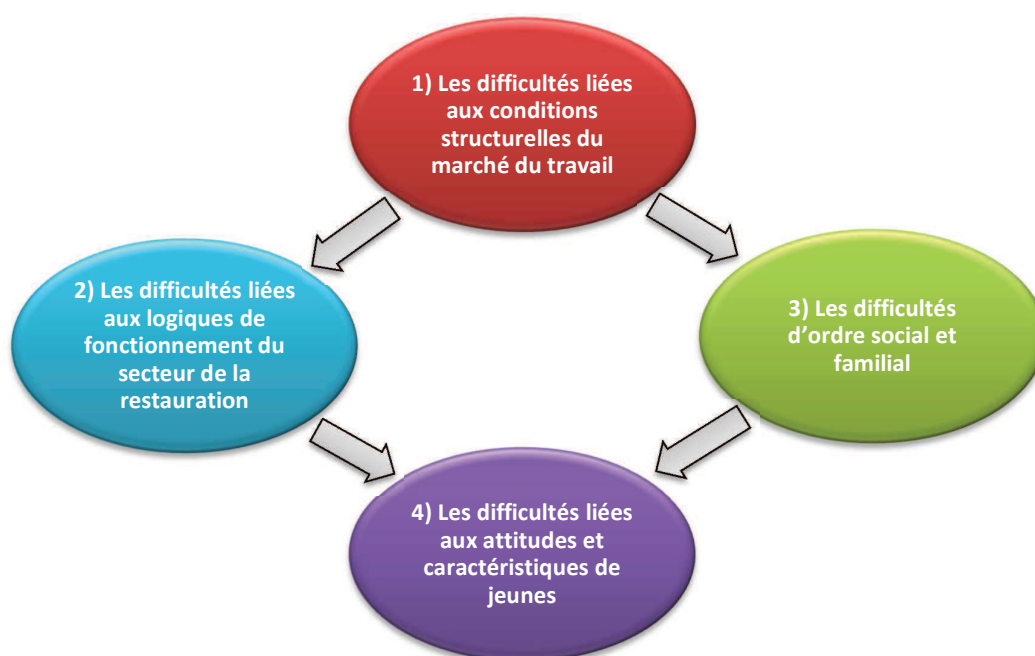 1) Les difficultés liées
aux conditions
structurelles du
marché du travail
2) Les difficultés liées
aux logiques de
fonctionnement du
secteur de la
restauration
3) Les difficultés
d’ordre social et
familial
4) Les difficultés liées
aux attitudes et
caractéristiques de
jeunes